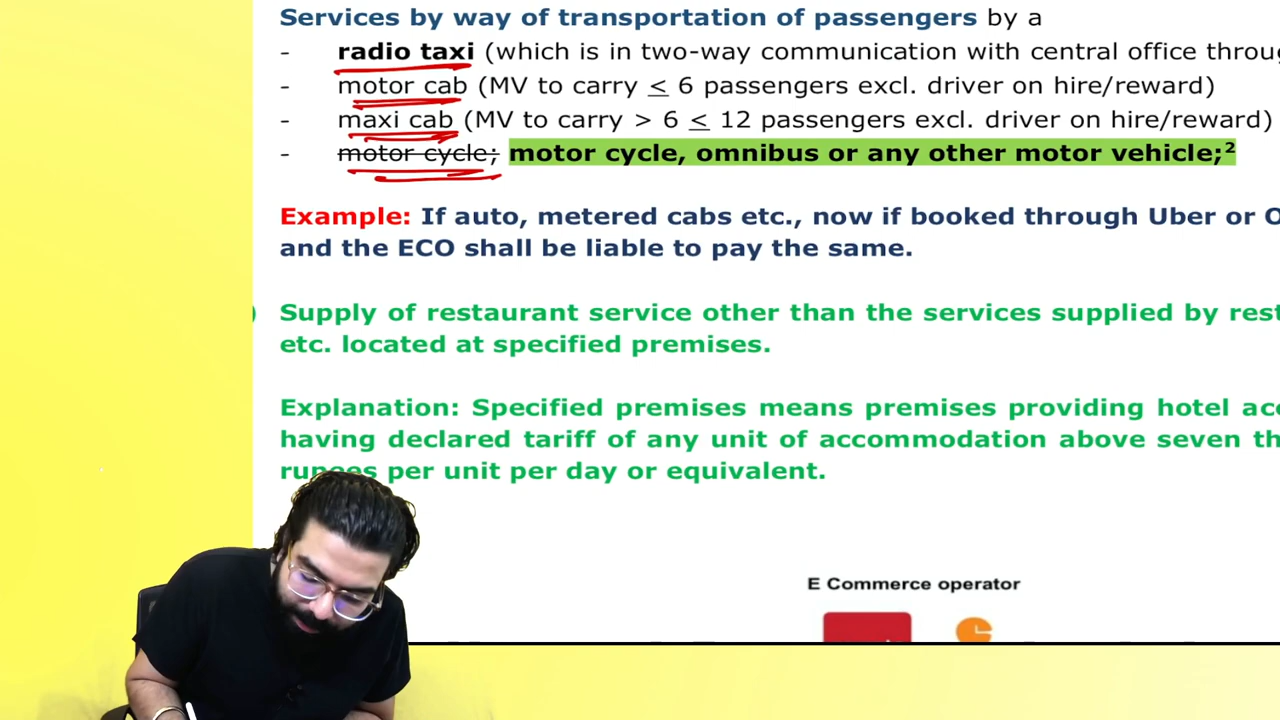 Services by way of transportation of passengers by a
- radio taxi (which is in two-way communication with central office
- motor cab (MV to carry ≤ 6 passengers excl. driver on hire/reward)
- maxi cab (MV to carry > 6 ≤ 12 passengers excl. driver on hire/reward)
- motor cycle; motor cycle, omnibus or any other motor vehicle;²
Example: If auto, metered cabs etc., now if booked through Uber or
and the ECO shall be liable to pay the same.
) Supply of restaurant service other than the services supplied by
etc. located at specified premises.
Explanation: Specified premises means premises providing hotel
having declared tariff of any unit of accommodation above seven
rupees per unit per day or equivalent.
E Commerce operator